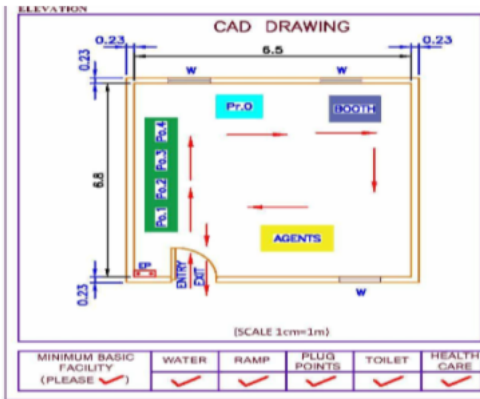 ELEVATION
CAD DRAWING
0.23
6.5
0.23
0.23
W
W
Pr.O
BOOTH
Po.1 Po.2 Po.3 Po.4
6.8
AGENTS
ENTRY
EXIT
0.23
W
(SCALE 1cm=1m)
MINIMUM BASIC FACILITY (PLEASE ✓)
WATER
RAMP
PLUG POINTS
TOILET
HEALTH CARE
✓ ✓ ✓ ✓ ✓